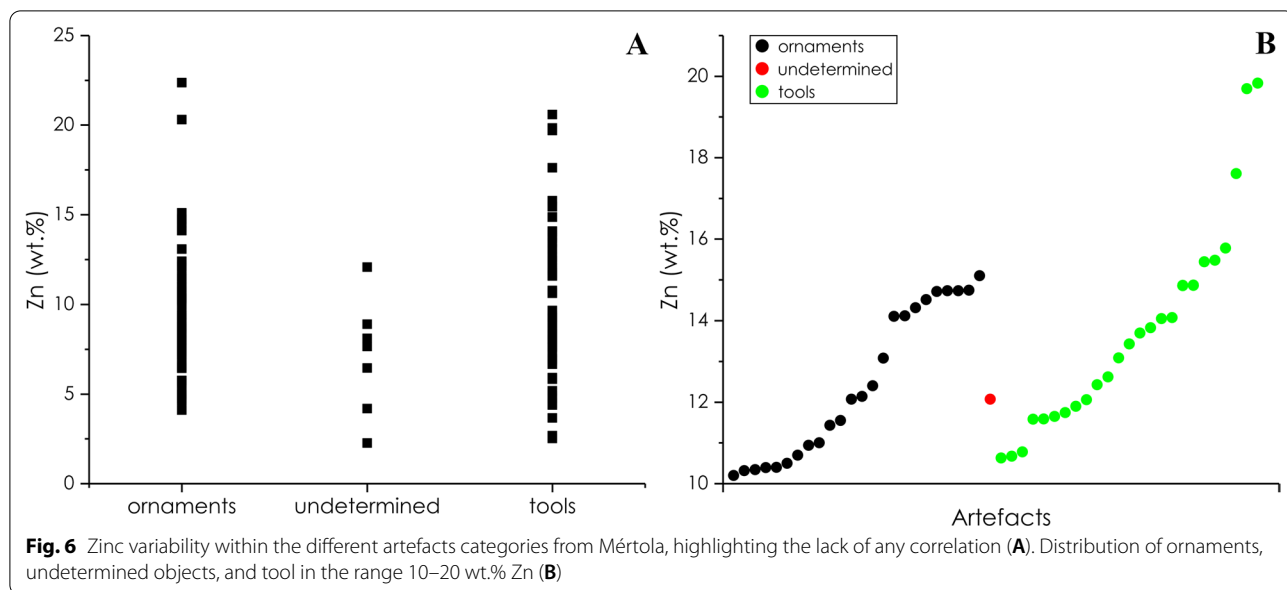 25
20
15
10
5
0
Zn (wt.%)
ornaments
undetermined
tools
A
20
18
16
14
12
10
Zn (wt.%)
ornaments
undetermined
tools
B
Artefacts
Fig. 6 Zinc variability within the different artefacts categories from Mértola, highlighting the lack of any correlation (A). Distribution of ornaments,
undetermined objects, and tool in the range 10–20 wt.% Zn (B)